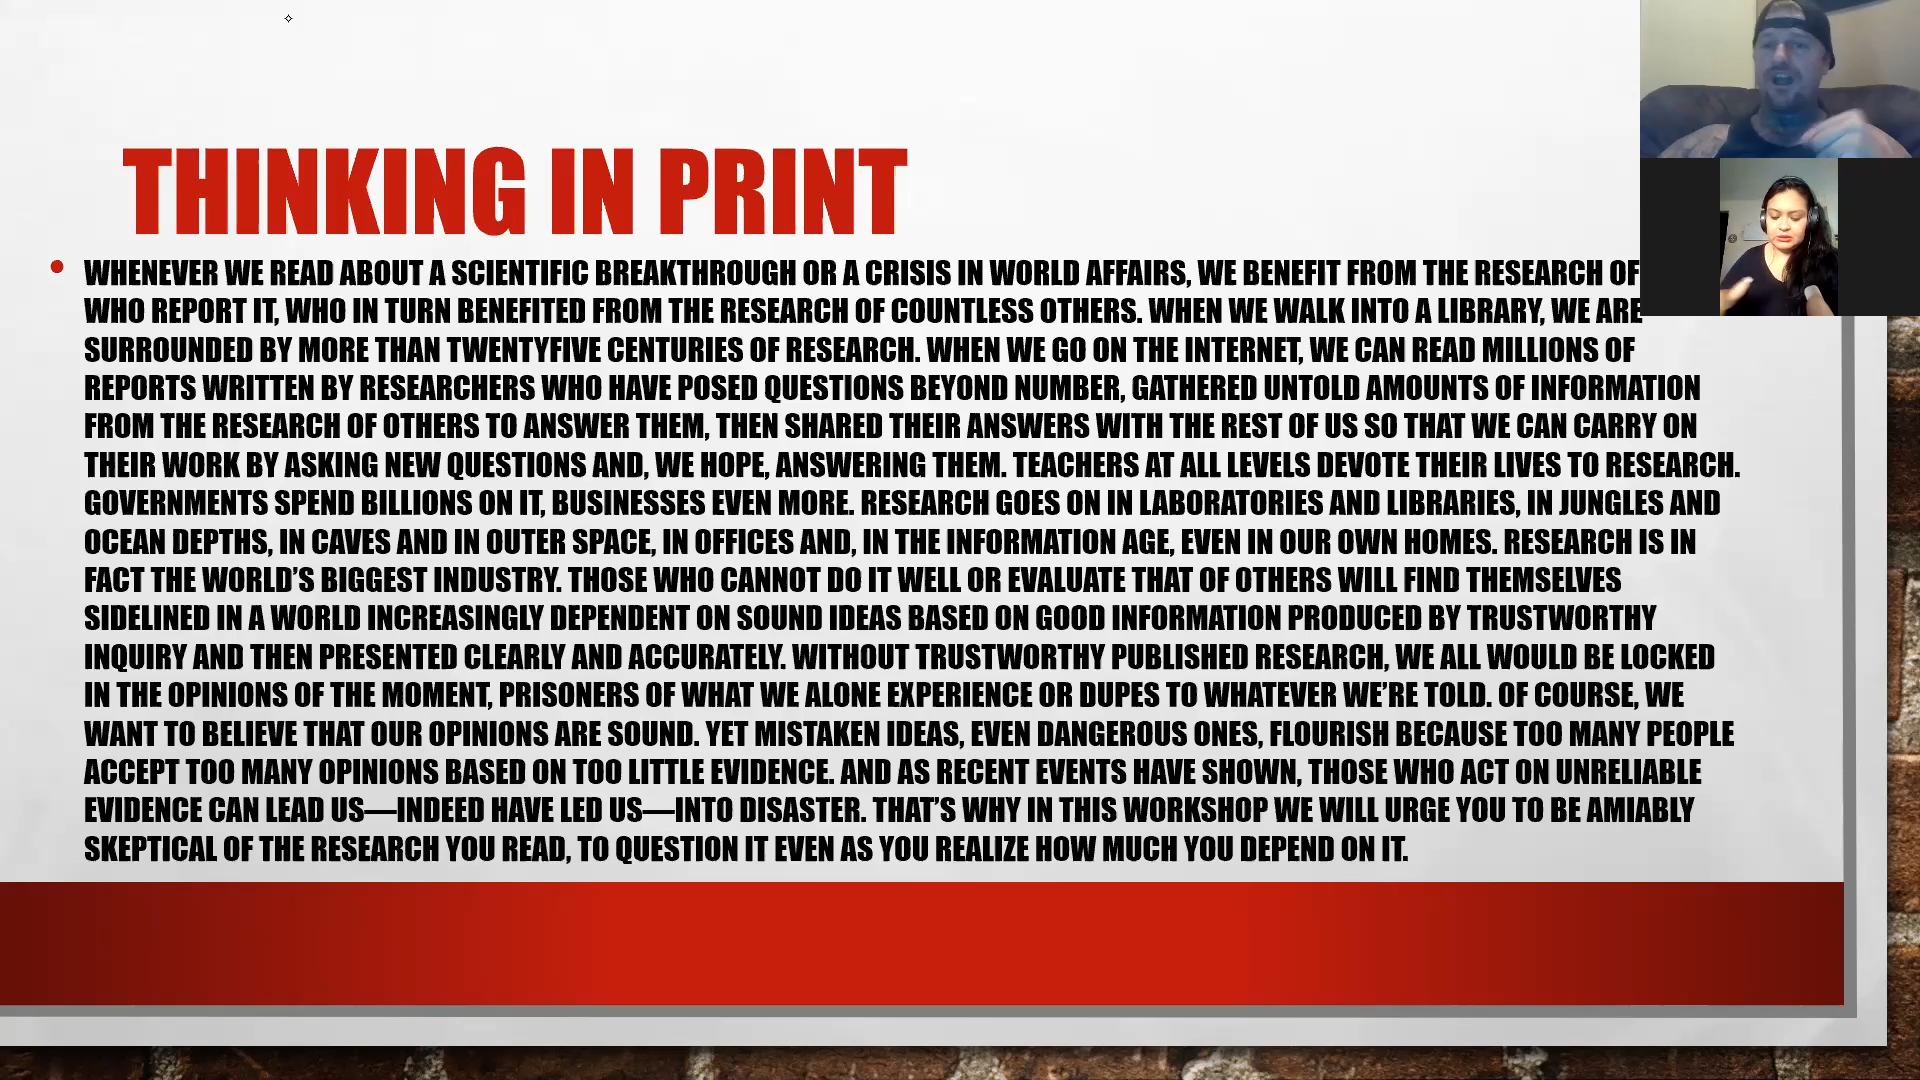 THINKING IN PRINT
• WHENEVER WE READ ABOUT A SCIENTIFIC BREAKTHROUGH OR A CRISIS IN WORLD AFFAIRS, WE BENEFIT FROM THE RESEARCH OF
WHO REPORT IT, WHO IN TURN BENEFITED FROM THE RESEARCH OF COUNTLESS OTHERS. WHEN WE WALK INTO A LIBRARY, WE ARE
SURROUNDED BY MORE THAN TWENTYFIVE CENTURIES OF RESEARCH. WHEN WE GO ON THE INTERNET, WE CAN READ MILLIONS OF
REPORTS WRITTEN BY RESEARCHERS WHO HAVE POSED QUESTIONS BEYOND NUMBER, GATHERED UNTOLD AMOUNTS OF INFORMATION
FROM THE RESEARCH OF OTHERS TO ANSWER THEM, THEN SHARED THEIR ANSWERS WITH THE REST OF US SO THAT WE CAN CARRY ON
THEIR WORK BY ASKING NEW QUESTIONS AND, WE HOPE, ANSWERING THEM. TEACHERS AT ALL LEVELS DEVOTE THEIR LIVES TO RESEARCH.
GOVERNMENTS SPEND BILLIONS ON IT, BUSINESSES EVEN MORE. RESEARCH GOES ON IN LABORATORIES AND LIBRARIES, IN JUNGLES AND
OCEAN DEPTHS, IN CAVES AND IN OUTER SPACE, IN OFFICES AND, IN THE INFORMATION AGE, EVEN IN OUR OWN HOMES. RESEARCH IS IN
FACT THE WORLD’S BIGGEST INDUSTRY. THOSE WHO CANNOT DO IT WELL OR EVALUATE THAT OF OTHERS WILL FIND THEMSELVES
SIDELINED IN A WORLD INCREASINGLY DEPENDENT ON SOUND IDEAS BASED ON GOOD INFORMATION PRODUCED BY TRUSTWORTHY
INQUIRY AND THEN PRESENTED CLEARLY AND ACCURATELY. WITHOUT TRUSTWORTHY PUBLISHED RESEARCH, WE ALL WOULD BE LOCKED
IN THE OPINIONS OF THE MOMENT, PRISONERS OF WHAT WE ALONE EXPERIENCE OR DUPES TO WHATEVER WE’RE TOLD. OF COURSE, WE
WANT TO BELIEVE THAT OUR OPINIONS ARE SOUND. YET MISTAKEN IDEAS, EVEN DANGEROUS ONES, FLOURISH BECAUSE TOO MANY PEOPLE
ACCEPT TOO MANY OPINIONS BASED ON TOO LITTLE EVIDENCE. AND AS RECENT EVENTS HAVE SHOWN, THOSE WHO ACT ON UNRELIABLE
EVIDENCE CAN LEAD US—INDEED HAVE LED US—INTO DISASTER. THAT’S WHY IN THIS WORKSHOP WE WILL URGE YOU TO BE AMIABLY
SKEPTICAL OF THE RESEARCH YOU READ, TO QUESTION IT EVEN AS YOU REALIZE HOW MUCH YOU DEPEND ON IT.